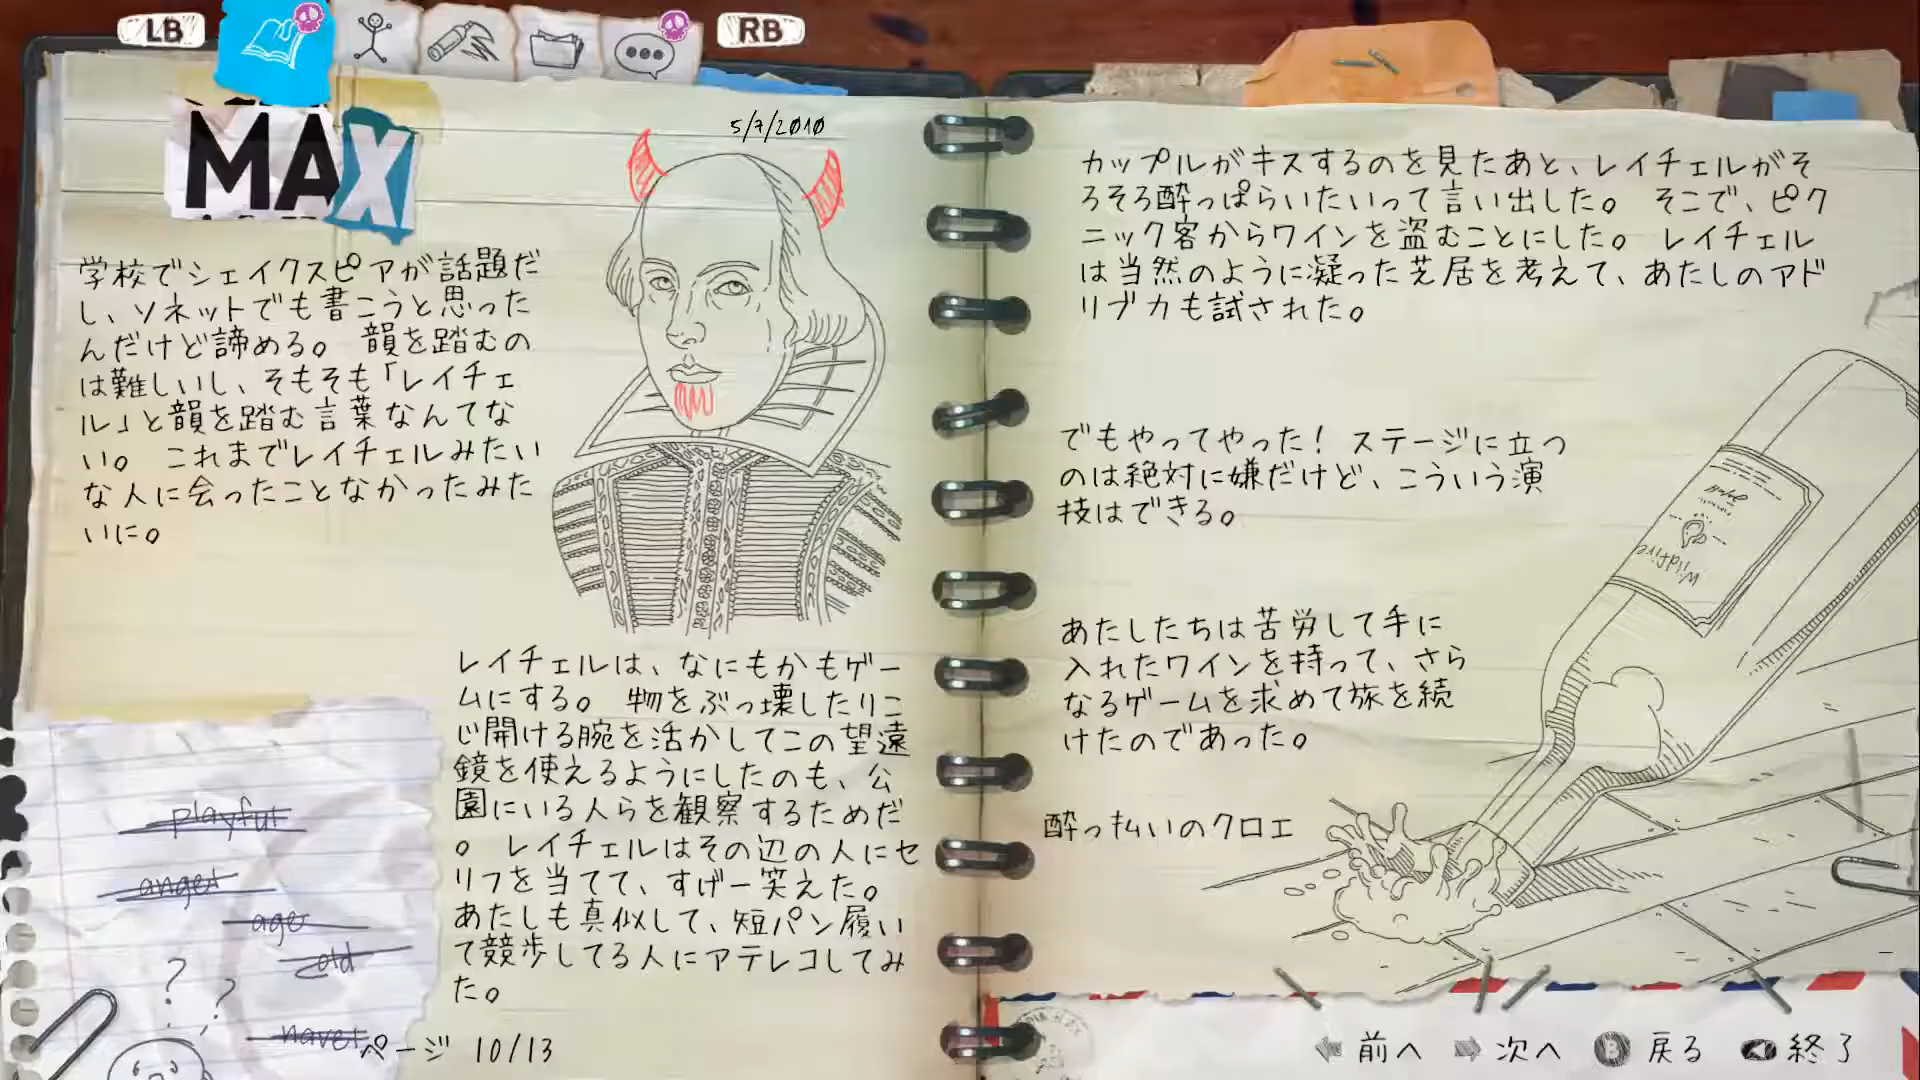 LB
RB
MAX
5/7/2010
学校でシェイクスピアが話題だ
し、ソネットでも書こうと思った
んだけど諦める。 韻を踏むの
は難しいし、そもそも「レイチェ
ル」と韻を踏む言葉なんてな
い。 これまでレイチェルみたい
な人に会ったことなかったみた
いに。
レイチェルは、なにもかもゲー
ムにする。 物をぶっ壊したりこ
じ開ける腕を活かしてこの望遠
鏡を使えるようにしたのも、公
園にいる人らを観察するためだ
。 レイチェルはその辺の人にセ
リフを当てて、すげー笑えた。
あたしも真似して、短パン履い
て競歩してる人にアテレコしてみ
た。
playful
anger
ager
old
? ?
ページ 10/13
カップルがキスするのを見たあと、レイチェルがそ
ろそろ酔っぱらいたいって言い出した。 そこで、ピク
ニック客からワインを盗むことにした。 レイチェル
は当然のように凝った芝居を考えて、あたしのアド
リブ力も試された。
でもやってやった! ステージに立つ
のは絶対に嫌だけど、こういう演
技はできる。
あたしたちは苦労して手に
入れたワインを持って、さら
なるゲームを求めて旅を続
けたのであった。
酔っ払いのクロエ
Wildfire
前へ 次へ B 戻る 終了